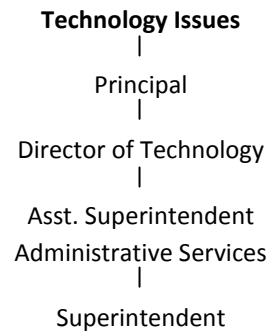 Technology Issues
Principal
Director of Technology
Asst. Superintendent
Administrative Services
Superintendent